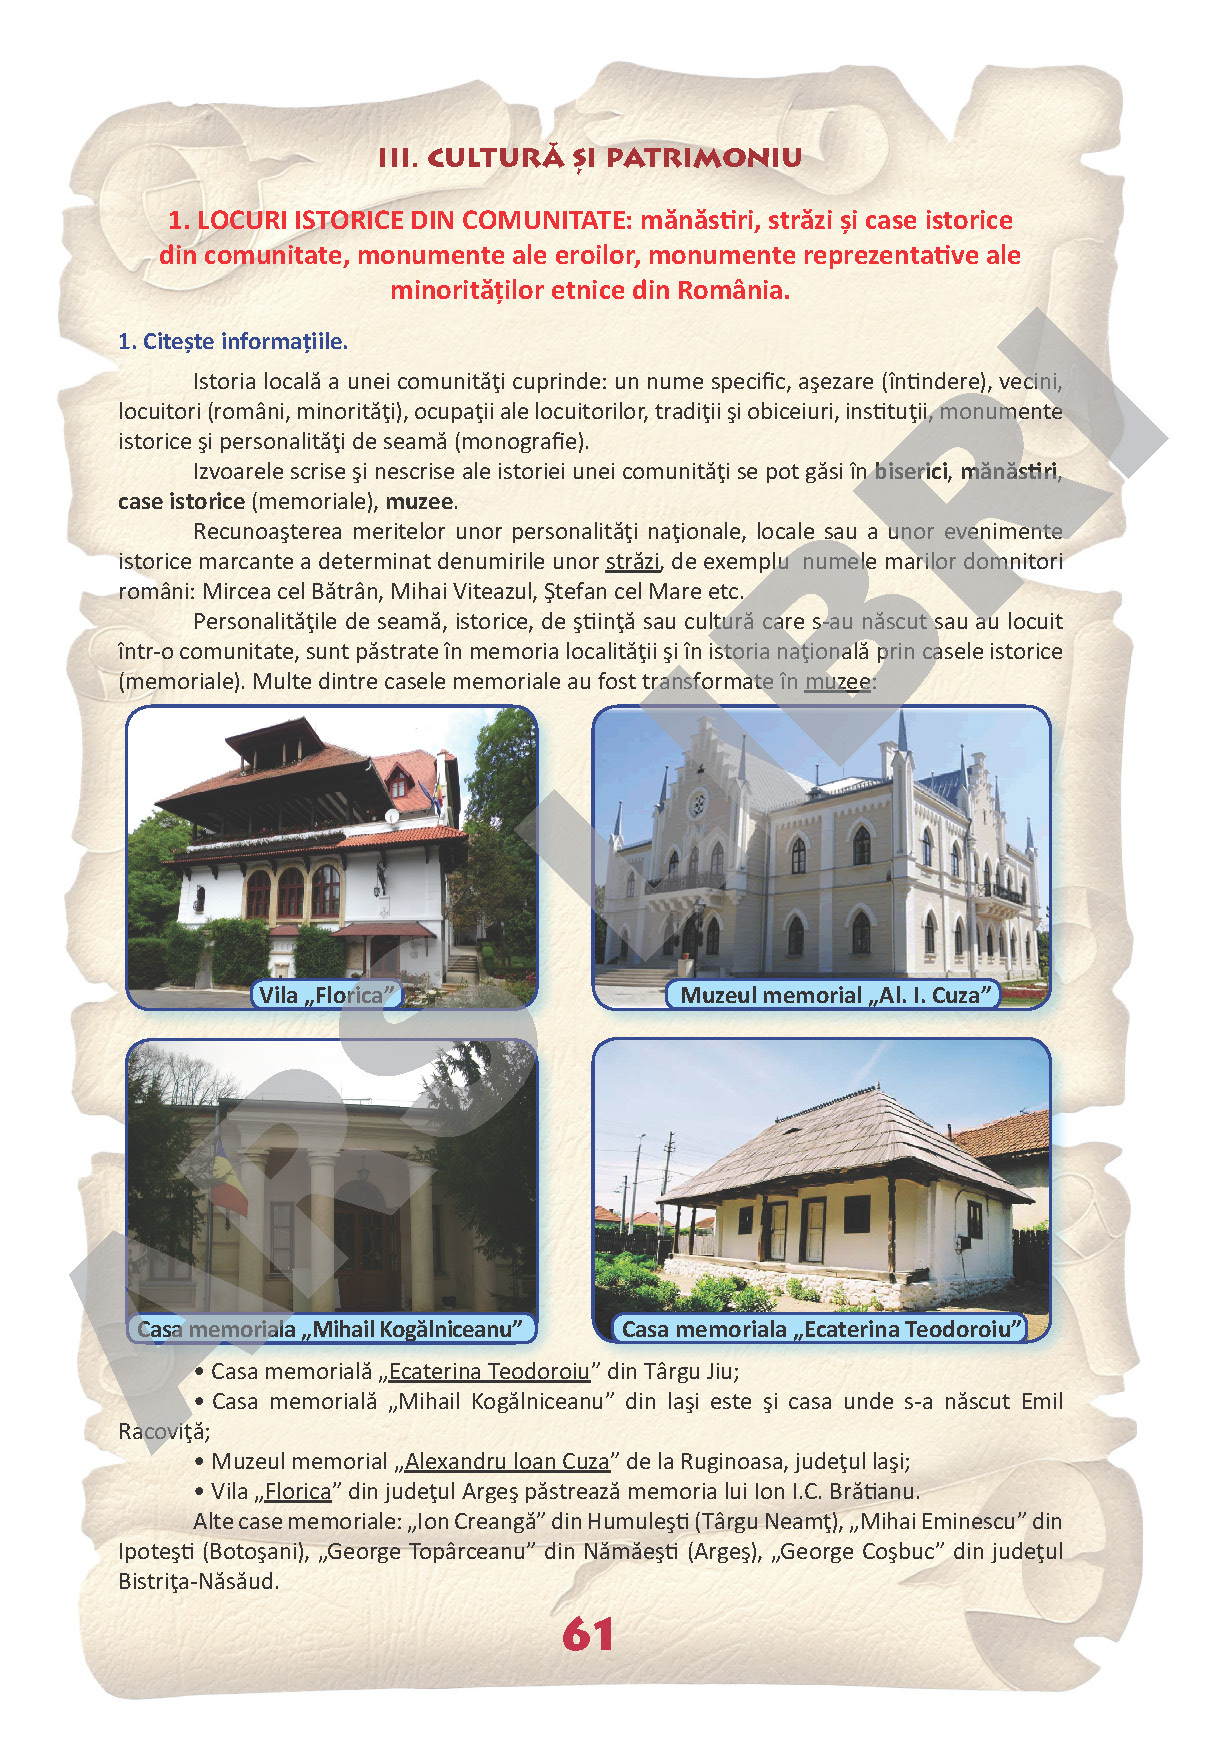 III. CULTURĂ ȘI PATRIMONIU
1. LOCURI ISTORICE DIN COMUNITATE: mănăstiri, străzi și case istorice
din comunitate, monumente ale eroilor, monumente reprezentative ale
minorităților etnice din România.
1. Citește informațiile.
Istoria locală a unei comunităţi cuprinde: un nume specific, aşezare (întindere), vecini,
locuitori (români, minorităţi), ocupaţii ale locuitorilor, tradiţii şi obiceiuri, instituţii, monumente
istorice şi personalităţi de seamă (monografie).
Izvoarele scrise şi nescrise ale istoriei unei comunităţi se pot găsi în biserici, mănăstiri,
case istorice (memoriale), muzee.
Recunoaşterea meritelor unor personalităţi naţionale, locale sau a unor evenimente
istorice marcante a determinat denumirile unor străzi, de exemplu numele marilor domnitori
români: Mircea cel Bătrân, Mihai Viteazul, Ştefan cel Mare etc.
Personalităţile de seamă, istorice, de ştiinţă sau cultură care s-au născut sau au locuit
într-o comunitate, sunt păstrate în memoria localităţii şi în istoria naţională prin casele istorice
(memoriale). Multe dintre casele memoriale au fost transformate în muzee:
Vila „Florica”
Muzeul memorial „Al. I. Cuza”
Casa memoriala „Mihail Kogălniceanu”
Casa memoriala „Ecaterina Teodoroiu”
• Casa memorială „Ecaterina Teodoroiu” din Târgu Jiu;
• Casa memorială „Mihail Kogălniceanu” din Iaşi este şi casa unde s-a născut Emil
Racoviţă;
• Muzeul memorial „Alexandru Ioan Cuza” de la Ruginoasa, judeţul Iaşi;
• Vila „Florica” din judeţul Argeş păstrează memoria lui Ion I.C. Brătianu.
Alte case memoriale: „Ion Creangă” din Humuleşti (Târgu Neamţ), „Mihai Eminescu” din
Ipoteşti (Botoşani), „George Topârceanu” din Nămăeşti (Argeş), „George Coşbuc” din judeţul
Bistriţa-Năsăud.
61
ARS LIBRI